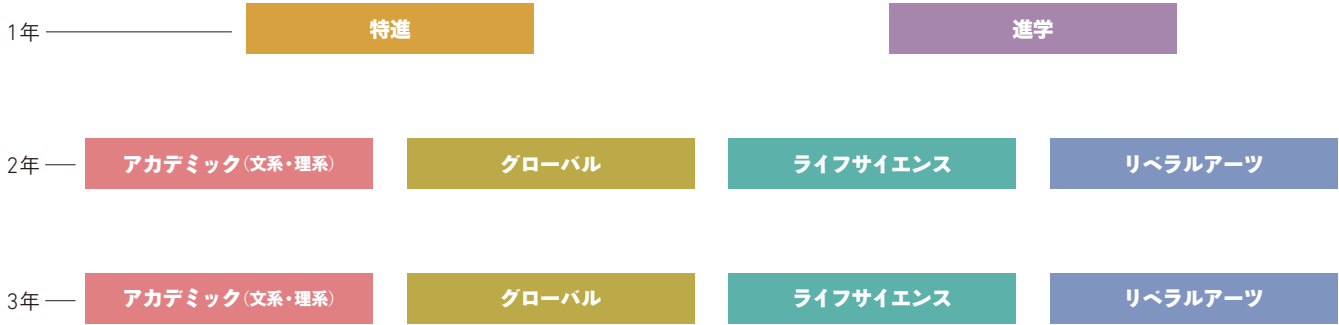 1年 特進 進学
2年 アカデミック(文系・理系) グローバル ライフサイエンス リベラルアーツ
3年 アカデミック(文系・理系) グローバル ライフサイエンス リベラルアーツ